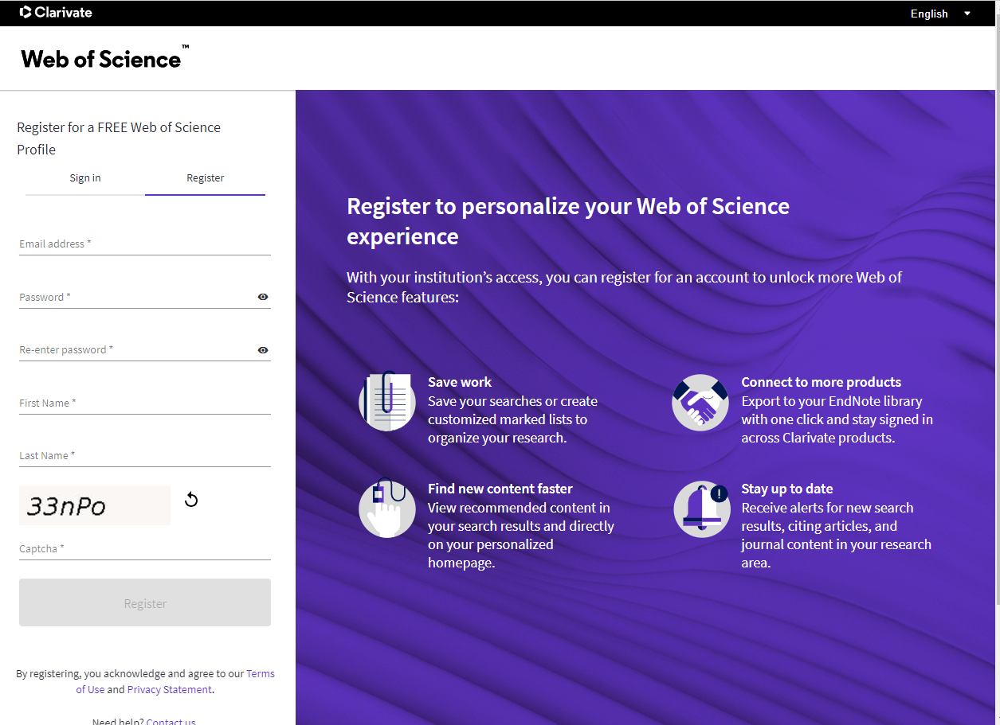 Clarivate
English
Web of Science™
Register for a FREE Web of Science
Profile
Sign in
Register
Email address *
Password *
Re-enter password *
First Name *
Last Name *
33nPo
Captcha *
Register
By registering, you acknowledge and agree to our Terms
of Use and Privacy Statement.
Need help? Contact us
Register to personalize your Web of Science
experience
With your institution’s access, you can register for an account to unlock more Web of
Science features:
Save work
Save your searches or create
customized marked lists to
organize your research.
Connect to more products
Export to your EndNote library
with one click and stay signed in
across Clarivate products.
Find new content faster
View recommended content in
your search results and directly
on your personalized
homepage.
Stay up to date
Receive alerts for new search
results, citing articles, and
journal content in your research
area.